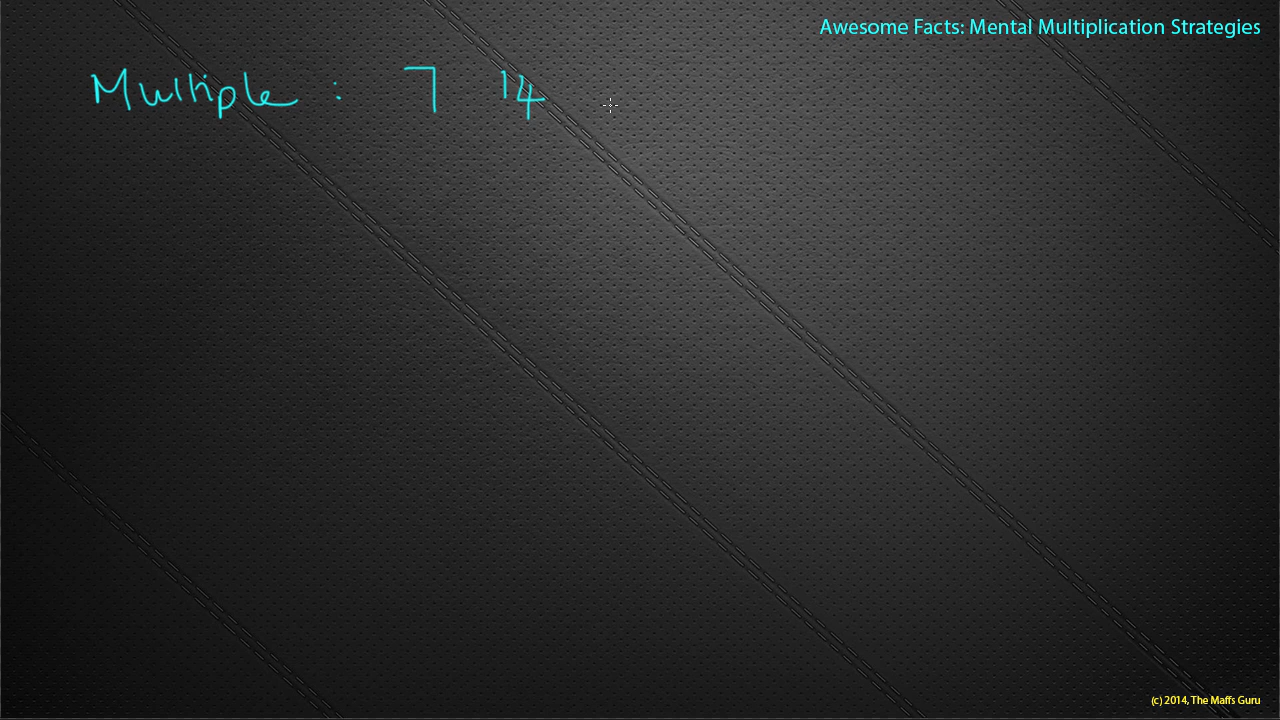 Awesome Facts: Mental Multiplication Strategies
Multiple : 7 14
(c) 2014, The Maffs Guru